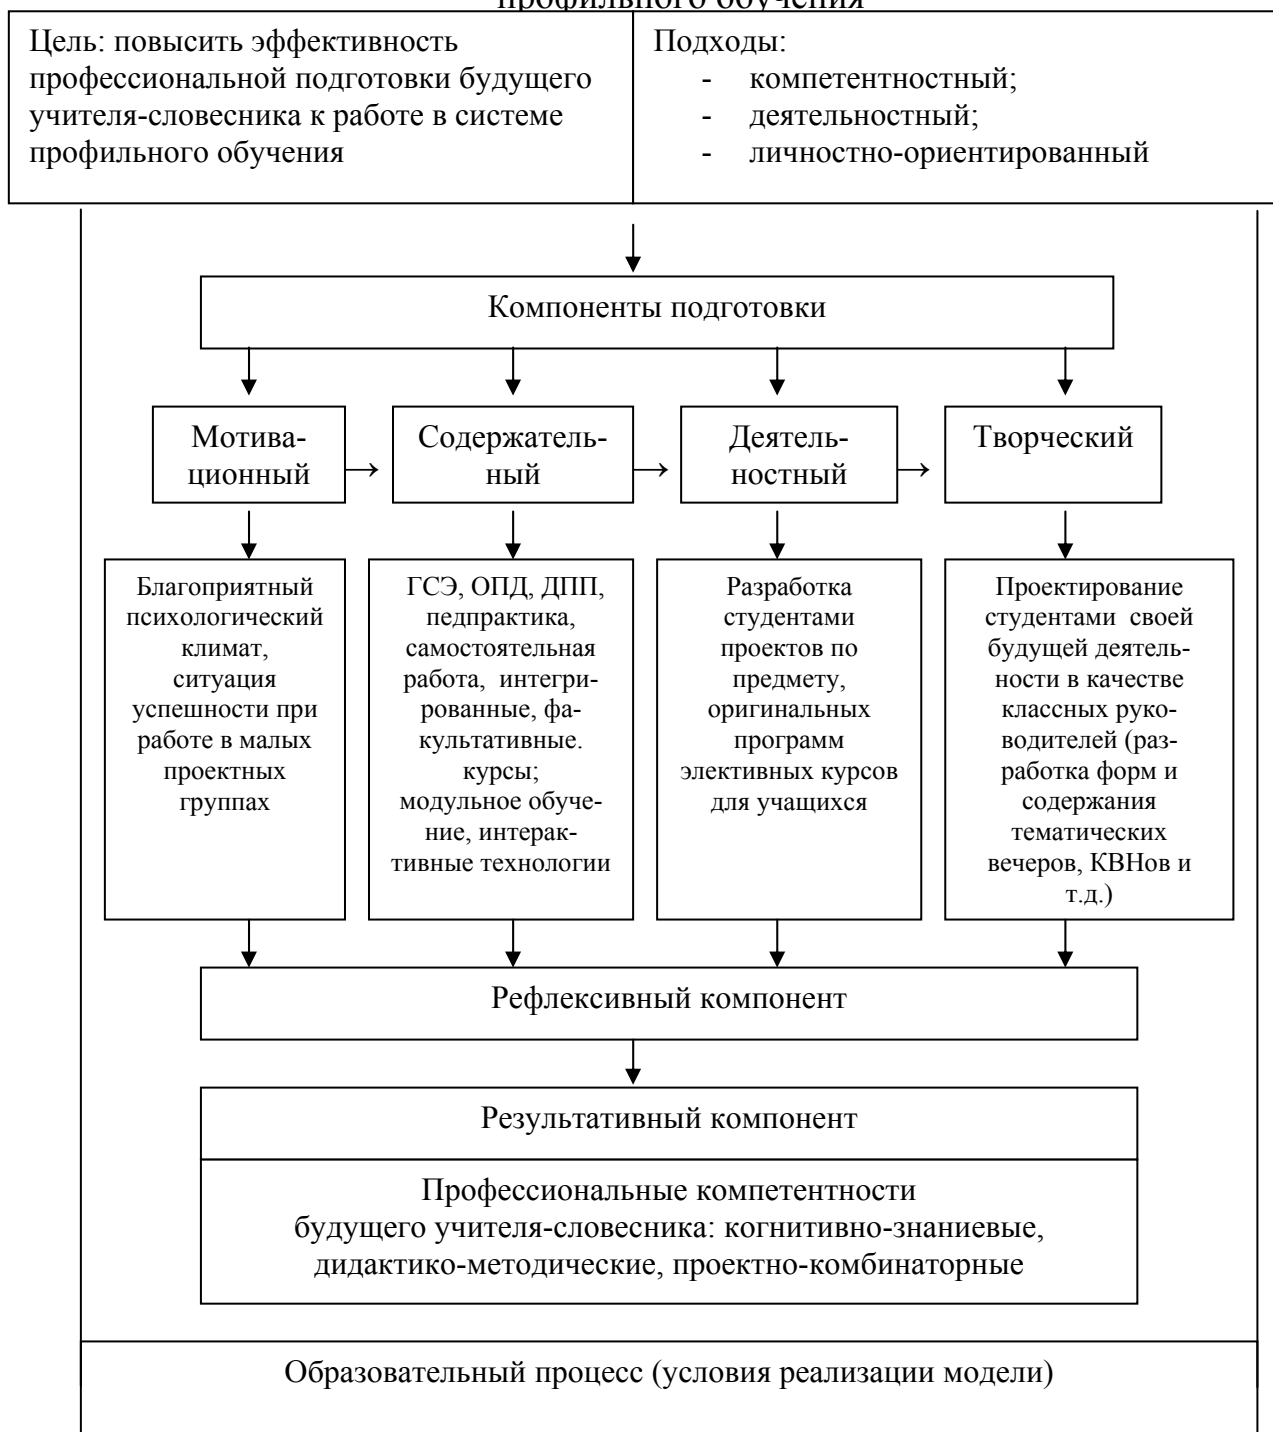 профильного обучения
Цель: повысить эффективность
профессиональной подготовки будущего
учителя-словесника к работе в системе
профильного обучения
Подходы:
- компетентностный;
- деятельностный;
- личностно-ориентированный
Компоненты подготовки
Мотива-
ционный
Содержатель-
ный
Деятель-
ностный
Творческий
Благоприятный
психологический
климат,
ситуация
успешности при
работе в малых
проектных
группах
ГСЭ, ОПД, ДПП,
педпрактика,
самостоятельная
работа, интегри-
рованные, фа-
культативные.
курсы;
модульное обуче-
ние, интерак-
тивные технологии
Разработка
студентами
проектов по
предмету,
оригинальных
программ
элективных курсов
для учащихся
Проектирование
студентами своей
будущей деятель-
ности в качестве
классных руко-
водителей (раз-
работка форм и
содержания
тематических
вечеров, КВНов и
т.д.)
Рефлексивный компонент
Результативный компонент
Профессиональные компетентности
будущего учителя-словесника: когнитивно-знаниевые,
дидактико-методические, проектно-комбинаторные
Образовательный процесс (условия реализации модели)